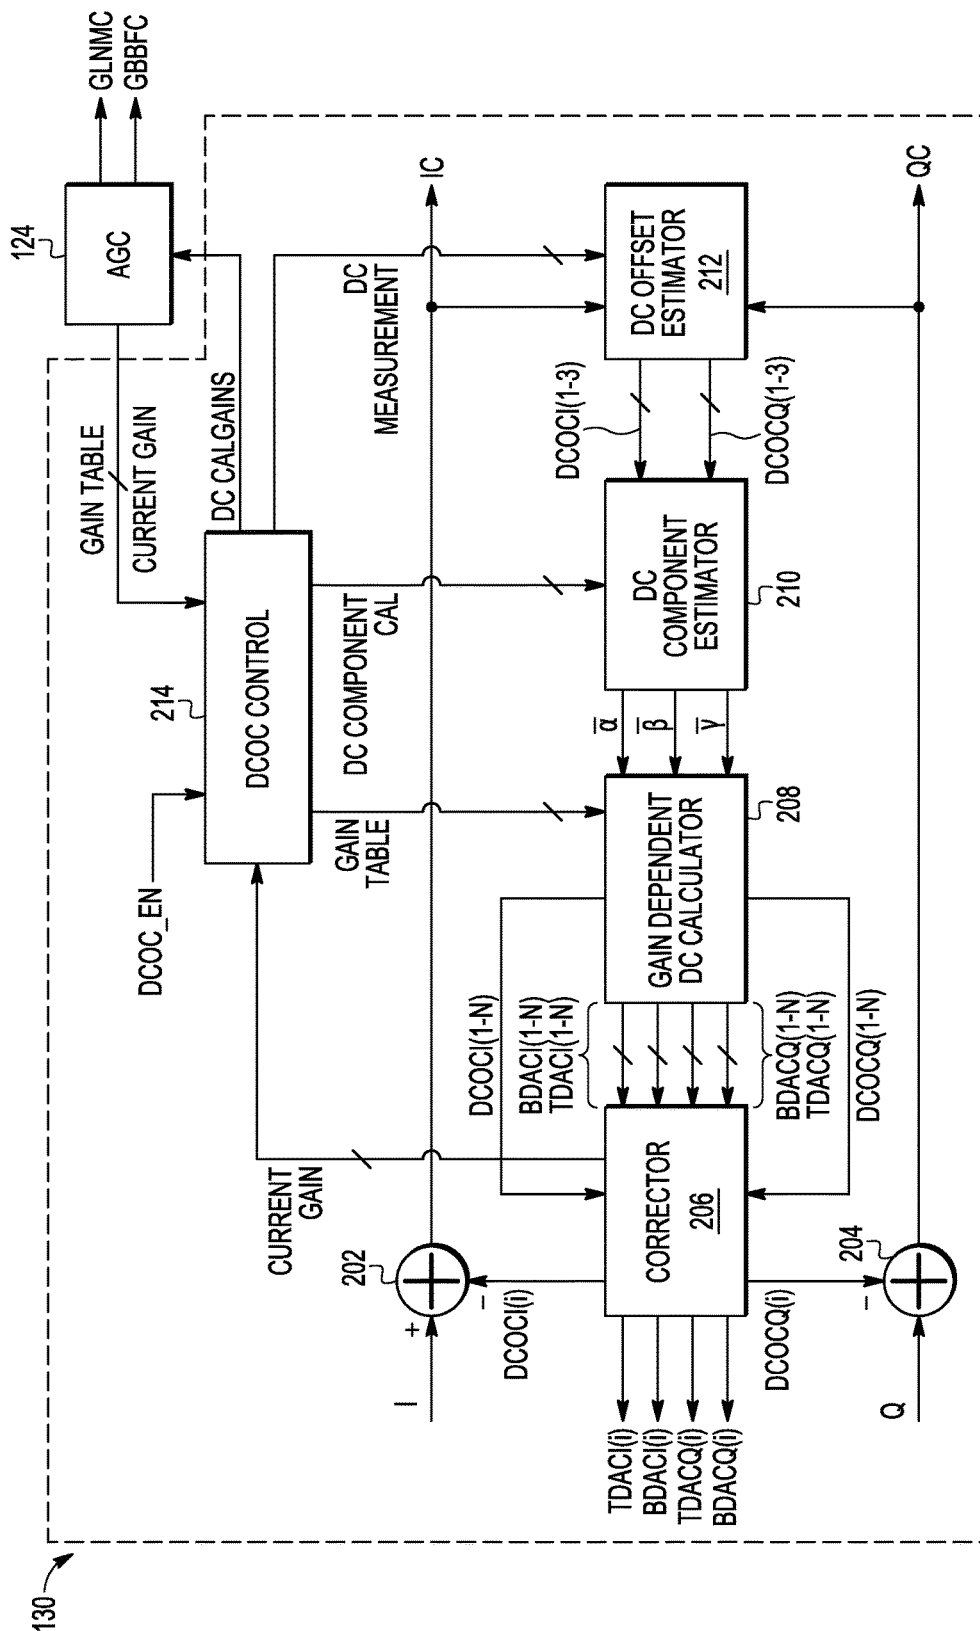 130
GLNMC
GBBFC
124
AGC
GAIN TABLE
CURRENT GAIN
DC CALGAINS
214
DCOC CONTROL
DCOC_EN
CURRENT
GAIN
GAIN
TABLE
DC COMPONENT
CAL
DC
MEASUREMENT
I
+
202
−
IC
DCOCI(i)
DCOCI(1-N)
BDACI(1-N)
TDACI(1-N)
DCOCI(1-3)
TDACI(i)
BDACI(i)
TDACQ(i)
BDACQ(i)
CORRECTOR
206
GAIN DEPENDENT
DC CALCULATOR
208
α
β
γ
DC
COMPONENT
ESTIMATOR
210
DC OFFSET
ESTIMATOR
212
DCOCQ(i)
BDACQ(1-N)
TDACQ(1-N)
DCOCQ(1-N)
DCOCQ(1-3)
Q
−
204
QC